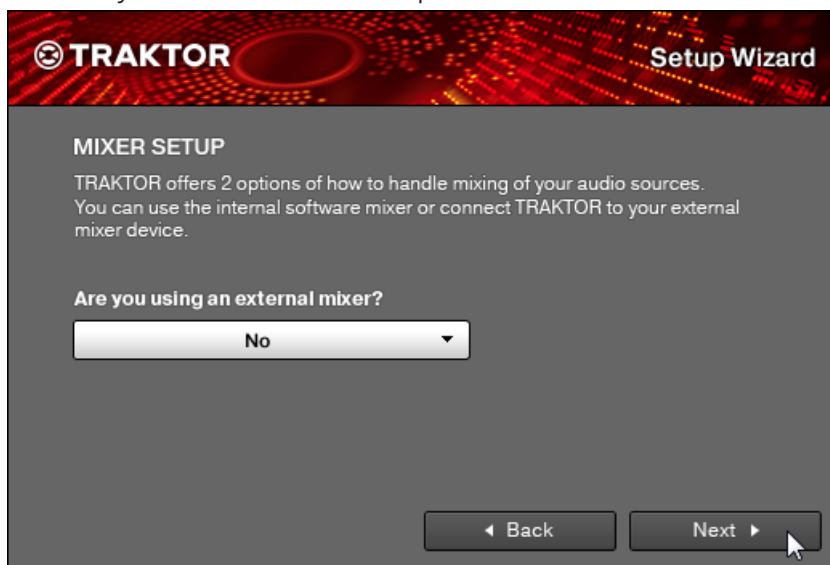 TRAKTOR
Setup Wizard
MIXER SETUP
TRAKTOR offers 2 options of how to handle mixing of your audio sources.
You can use the internal software mixer or connect TRAKTOR to your external
mixer device.
Are you using an external mixer?
No
Back
Next